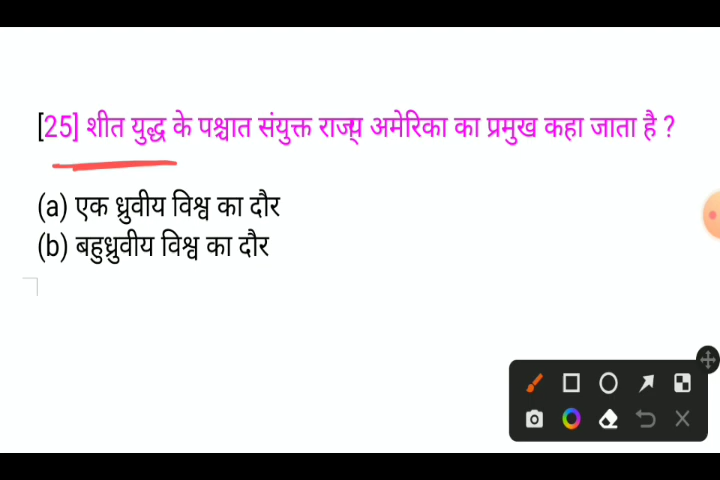 [25] शीत युद्ध के पश्चात संयुक्त राज्य् अमेरिका का प्रमुख कहा जाता है ?
(a) एक ध्रुवीय विश्व का दौर
(b) बहुध्रुवीय विश्व का दौर